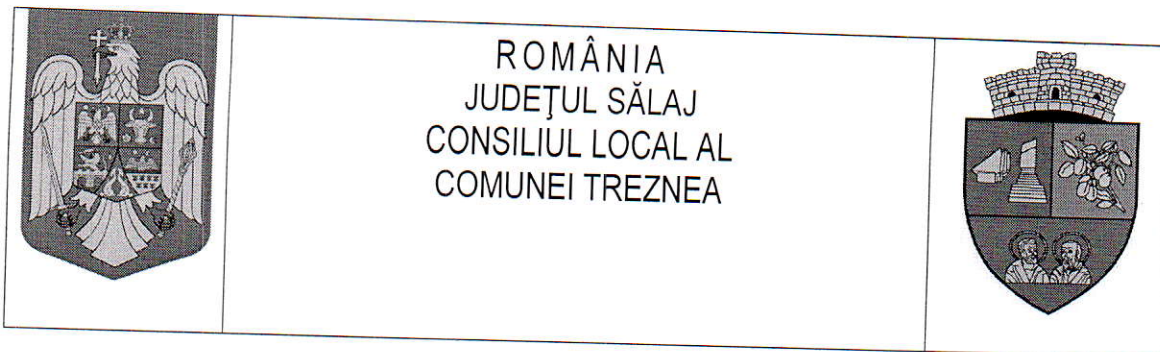 ROMÂNIA
JUDEŢUL SĂLAJ
CONSILIUL LOCAL AL
COMUNEI TREZNEA